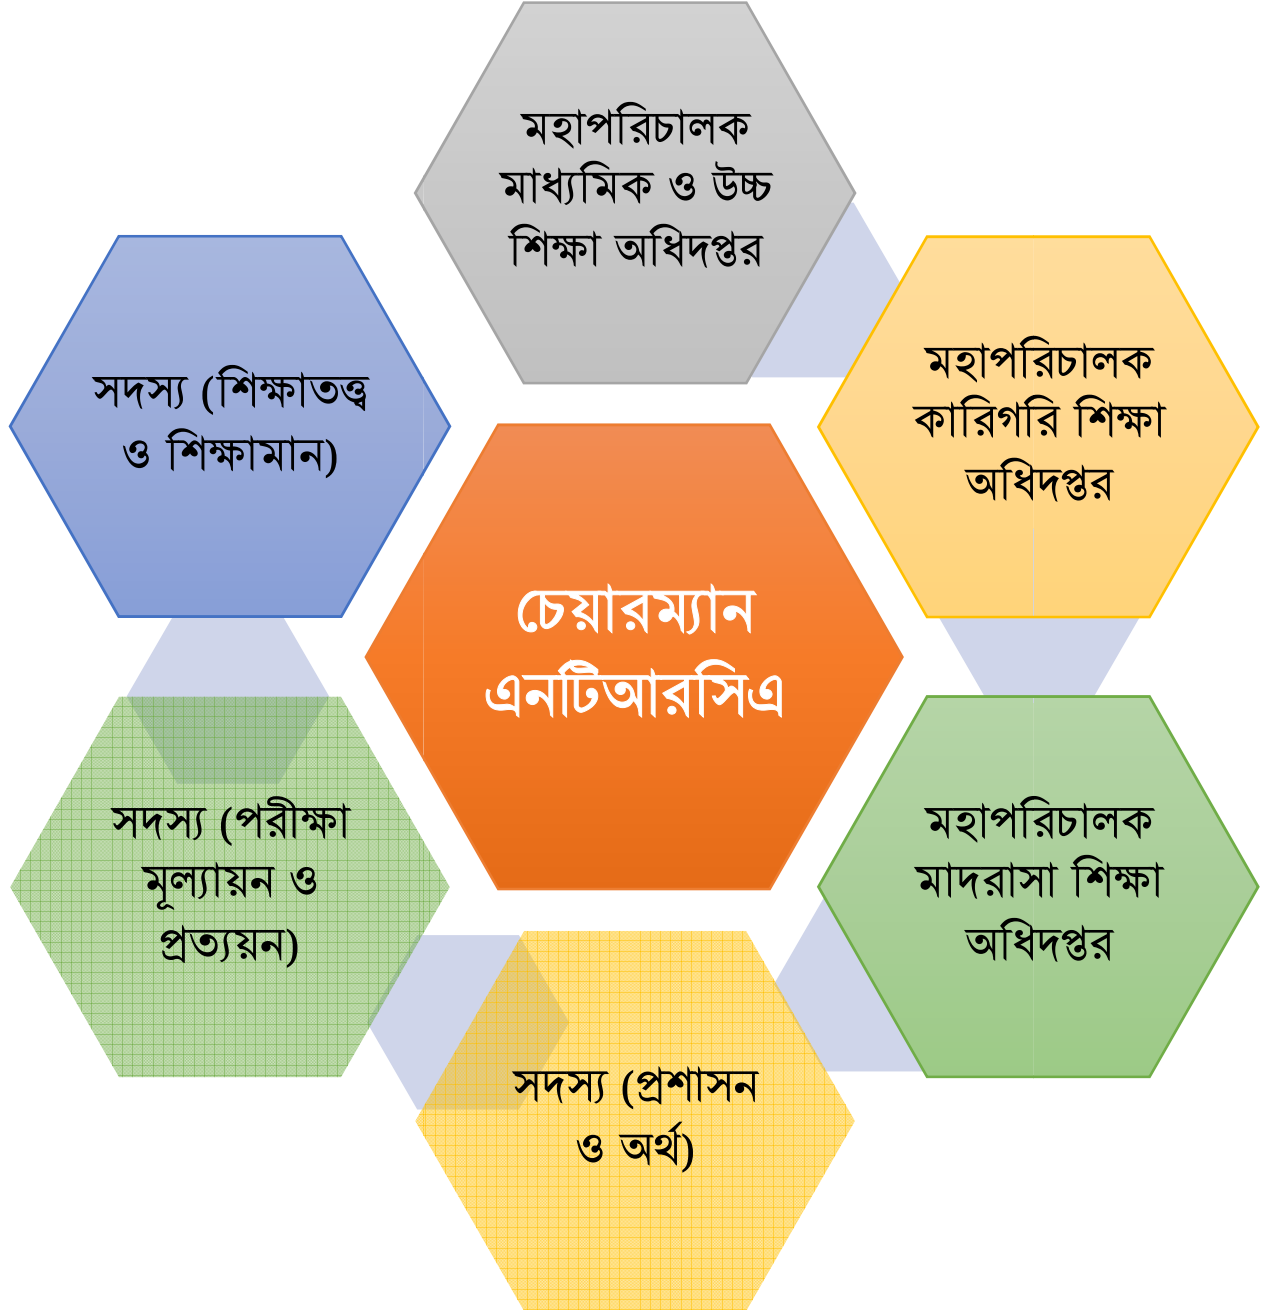 মহাপরিচালক
মাধ্যমিক ও উচ্চ
শিক্ষা অধিদপ্তর
মহাপরিচালক
কারিগরি শিক্ষা
অধিদপ্তর
মহাপরিচালক
মাদরাসা শিক্ষা
অধিদপ্তর
সদস্য (প্রশাসন
ও অর্থ)
সদস্য (পরীক্ষা
মূল্যায়ন ও
প্রত্যয়ন)
সদস্য (শিক্ষাতত্ত্ব
ও শিক্ষামান)
চেয়ারম্যান
এনটিআরসিএ